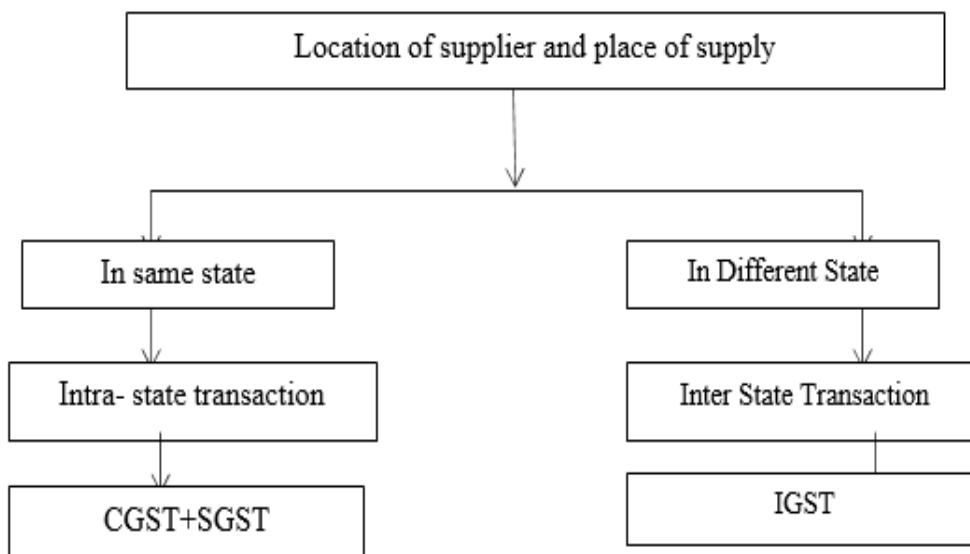 Location of supplier and place of supply
In same state
In Different State
Intra- state transaction
Inter State Transaction
CGST+SGST
IGST